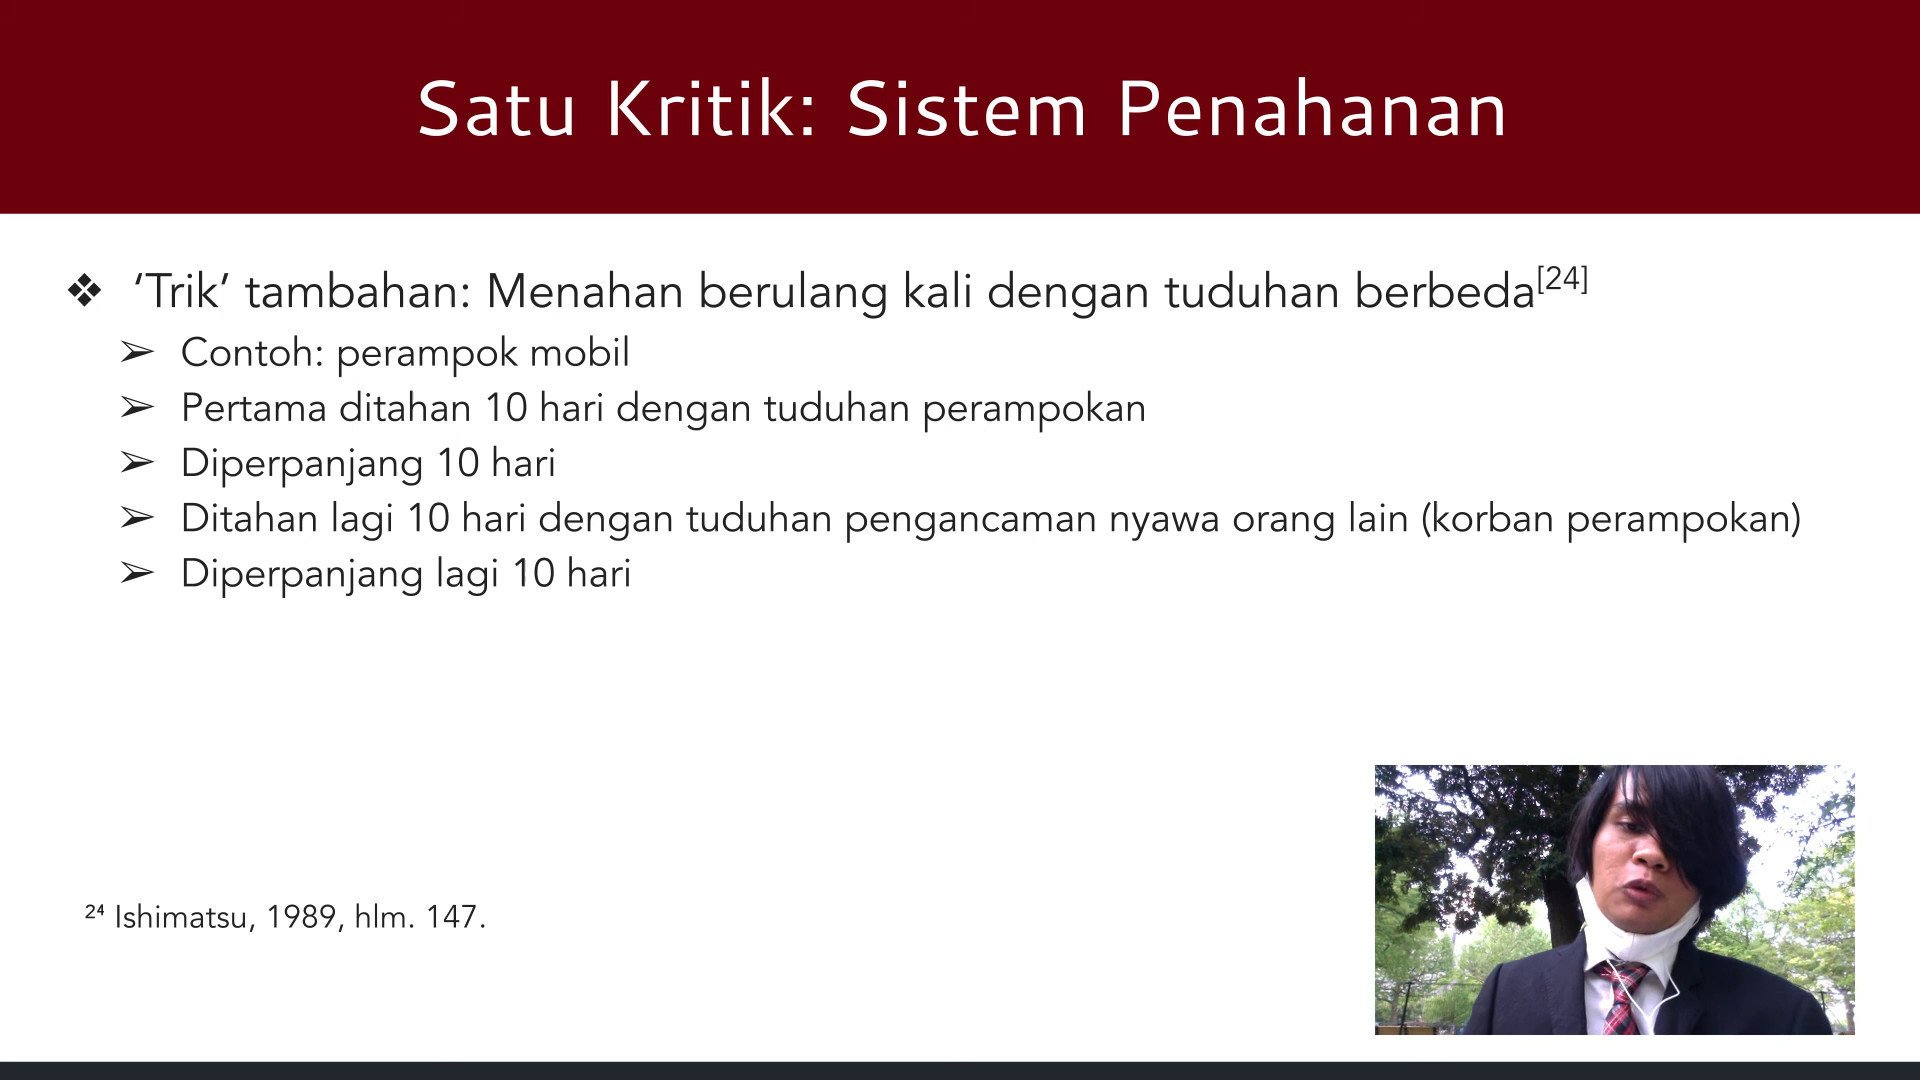 Satu Kritik: Sistem Penahanan
❖ ‘Trik’ tambahan: Menahan berulang kali dengan tuduhan berbeda[24]
➢ Contoh: perampok mobil
➢ Pertama ditahan 10 hari dengan tuduhan perampokan
➢ Diperpanjang 10 hari
➢ Ditahan lagi 10 hari dengan tuduhan pengancaman nyawa orang lain (korban perampokan)
➢ Diperpanjang lagi 10 hari
²⁴ Ishimatsu, 1989, hlm. 147.